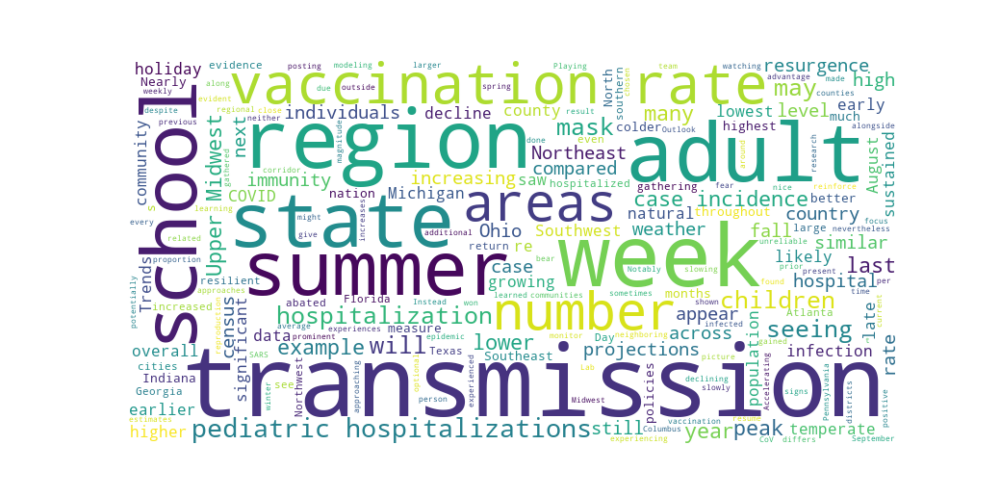 holiday
evidence
posting
modeling
larger
Playing
team
watching
resurgence
Nearly
weekly
along
due
outside
spring
North
southern
chosen
advantage
made
counties
high
vaccination rate
may
despite
previous
evident
regional
close
neither
individuals
decline
county
result
many
lowest
level
early
much
alongside
school
community
Upper Midwest
next
gathered
magnitude
region
done
even
mask
colder
Outlook
highest
adult
research
August
sustained
corridor
Northeast
compared
around
immunity
increasing
saw
hospitalized
gathering
fear
nice
reinforce
learning
COVID
nation
Michigan
case incidence
better
every
might
give
increases
state
areas
natural
throughout
country
large
focus
nevertheless
additional
Ohio
Southwest
weather
fall
unreliable
similar
related
proportion
return
re
week
Trends
resilient
summer
case
bear
Notably
slowing
likely
prior
present
per
last
approaches
growing
learned
communities
sometimes
months
found
hospital
potentially
increased
census
abated
Florida
Instead
won
number
children
shown
Atlanta
late
current
significant
reproduction
hospitalization
average
experiences
prominent
measure
epidemic
monitor
neighboring
infected
appear
gained
seeing
rate
data
example
will
lower
Day
across
population
picture
overall
SARS
see
Texas
Southeast
projections
infection
cities
Northwest
approaching
optional
experienced
Lab
declining
Accelerating
signs
time
Indiana
Georgia
transmission
winter
person
Midwest
policies
slowly
Pennsylvania
districts
positive
earlier
estimates
higher
pediatric hospitalizations
still
Columbus
vaccination
experiencing
year
resume
peak
CoV
differs
temperate
September